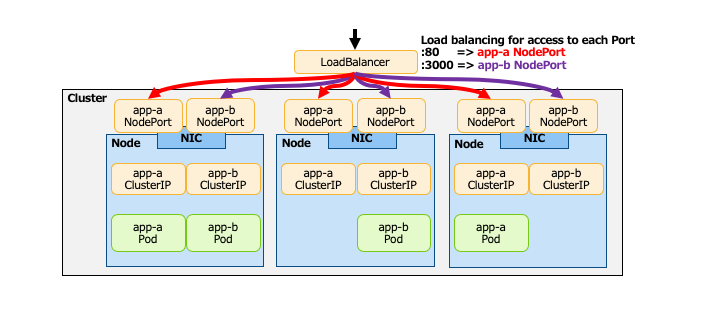 Load balancing for access to each Port
:80 => app-a NodePort
:3000 => app-b NodePort
LoadBalancer
Cluster
app-a
NodePort
app-b
NodePort
app-a
NodePort
app-b
NodePort
app-a
NodePort
app-b
NodePort
Node
NIC
Node
NIC
Node
NIC
app-a
ClusterIP
app-b
ClusterIP
app-a
ClusterIP
app-b
ClusterIP
app-a
ClusterIP
app-b
ClusterIP
app-a
Pod
app-b
Pod
app-b
Pod
app-a
Pod